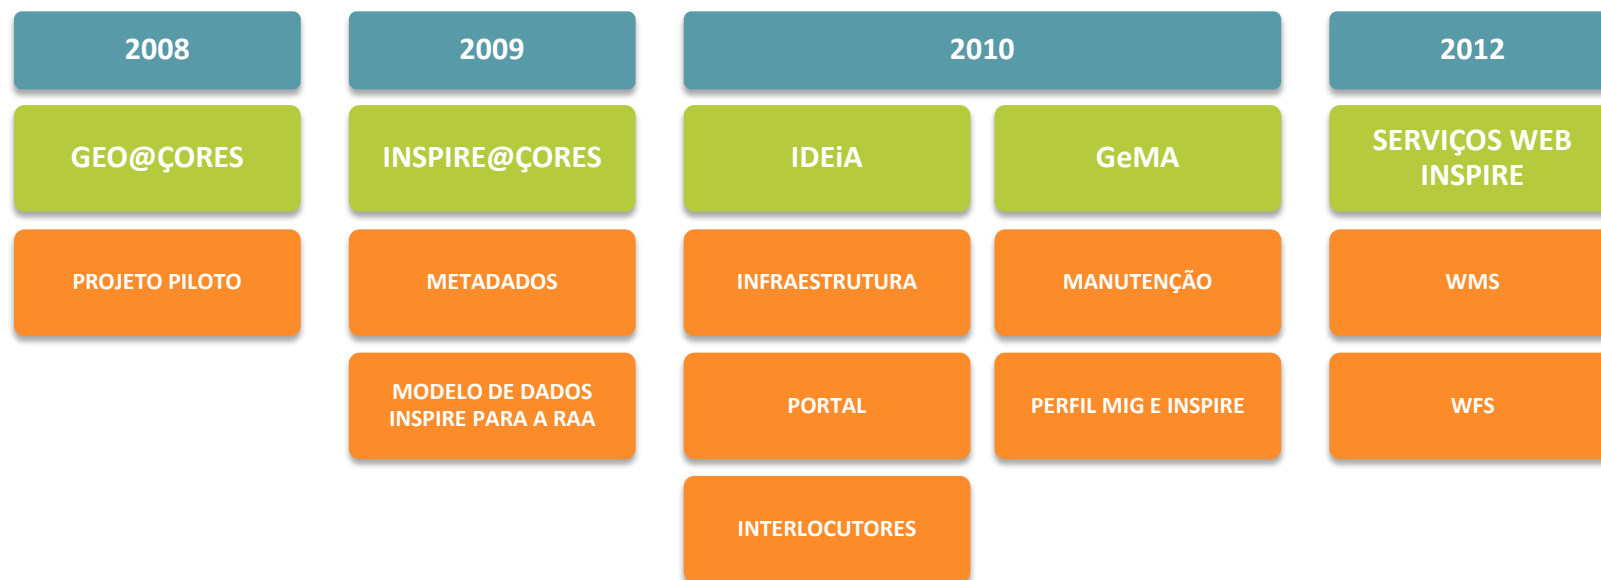 2008
2009
2010
2012
GEO@ÇORES
INSPIRE@ÇORES
IDEiA
GeMA
SERVIÇOS WEB
INSPIRE
PROJETO PILOTO
METADADOS
INFRAESTRUTURA
MANUTENÇÃO
WMS
MODELO DE DADOS
INSPIRE PARA A RAA
PORTAL
PERFIL MIG E INSPIRE
WFS
INTERLOCUTORES